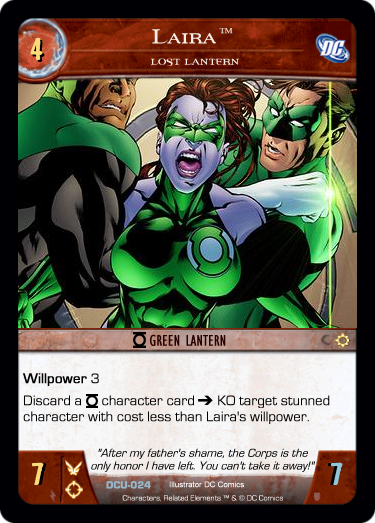 4
LAIRA™
LOST LANTERN
DC
GREEN LANTERN
Willpower 3
Discard a character card ➔ KO target stunned
character with cost less than Laira's willpower.
"After my father's shame, the Corps is the
only honor I have left. You can't take it away!"
7
7
DCU-024 Illustrator DC Comics
Characters, Related Elements ™ & © DC Comics